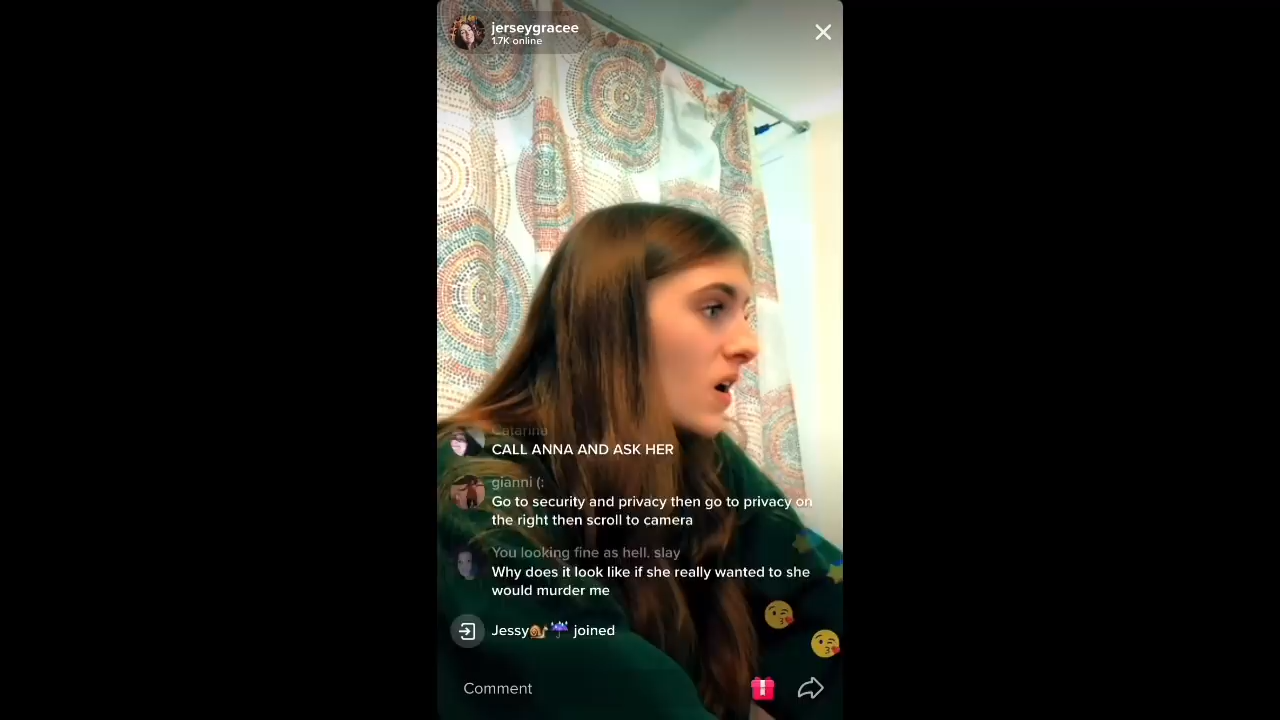 jerseygracee
1.7K online
Catarina
CALL ANNA AND ASK HER
gianni (:
Go to security and privacy then go to privacy on
the right then scroll to camera
You looking fine as hell, slay
Why does it look like if she really wanted to she
would murder me
Jessy🐌☔ joined
Comment